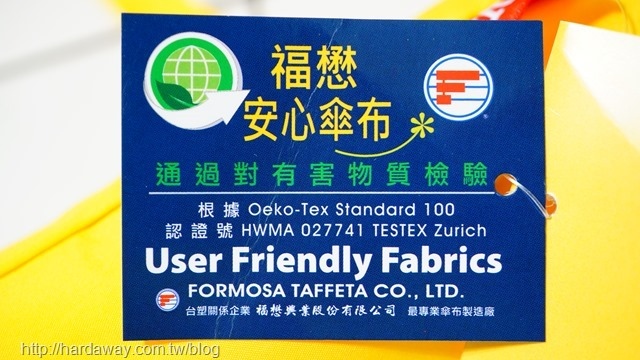 福懋
安心傘布
通過對有害物質檢驗
根據 Oeko-Tex Standard 100
認證號 HWMA 027741 TESTEX Zurich
User Friendly Fabrics
FORMOSA TAFFETA CO., LTD.
台塑關係企業 福懋興業股份有限公司 最專業傘布製造廠
http://hardaway.com.tw/blog